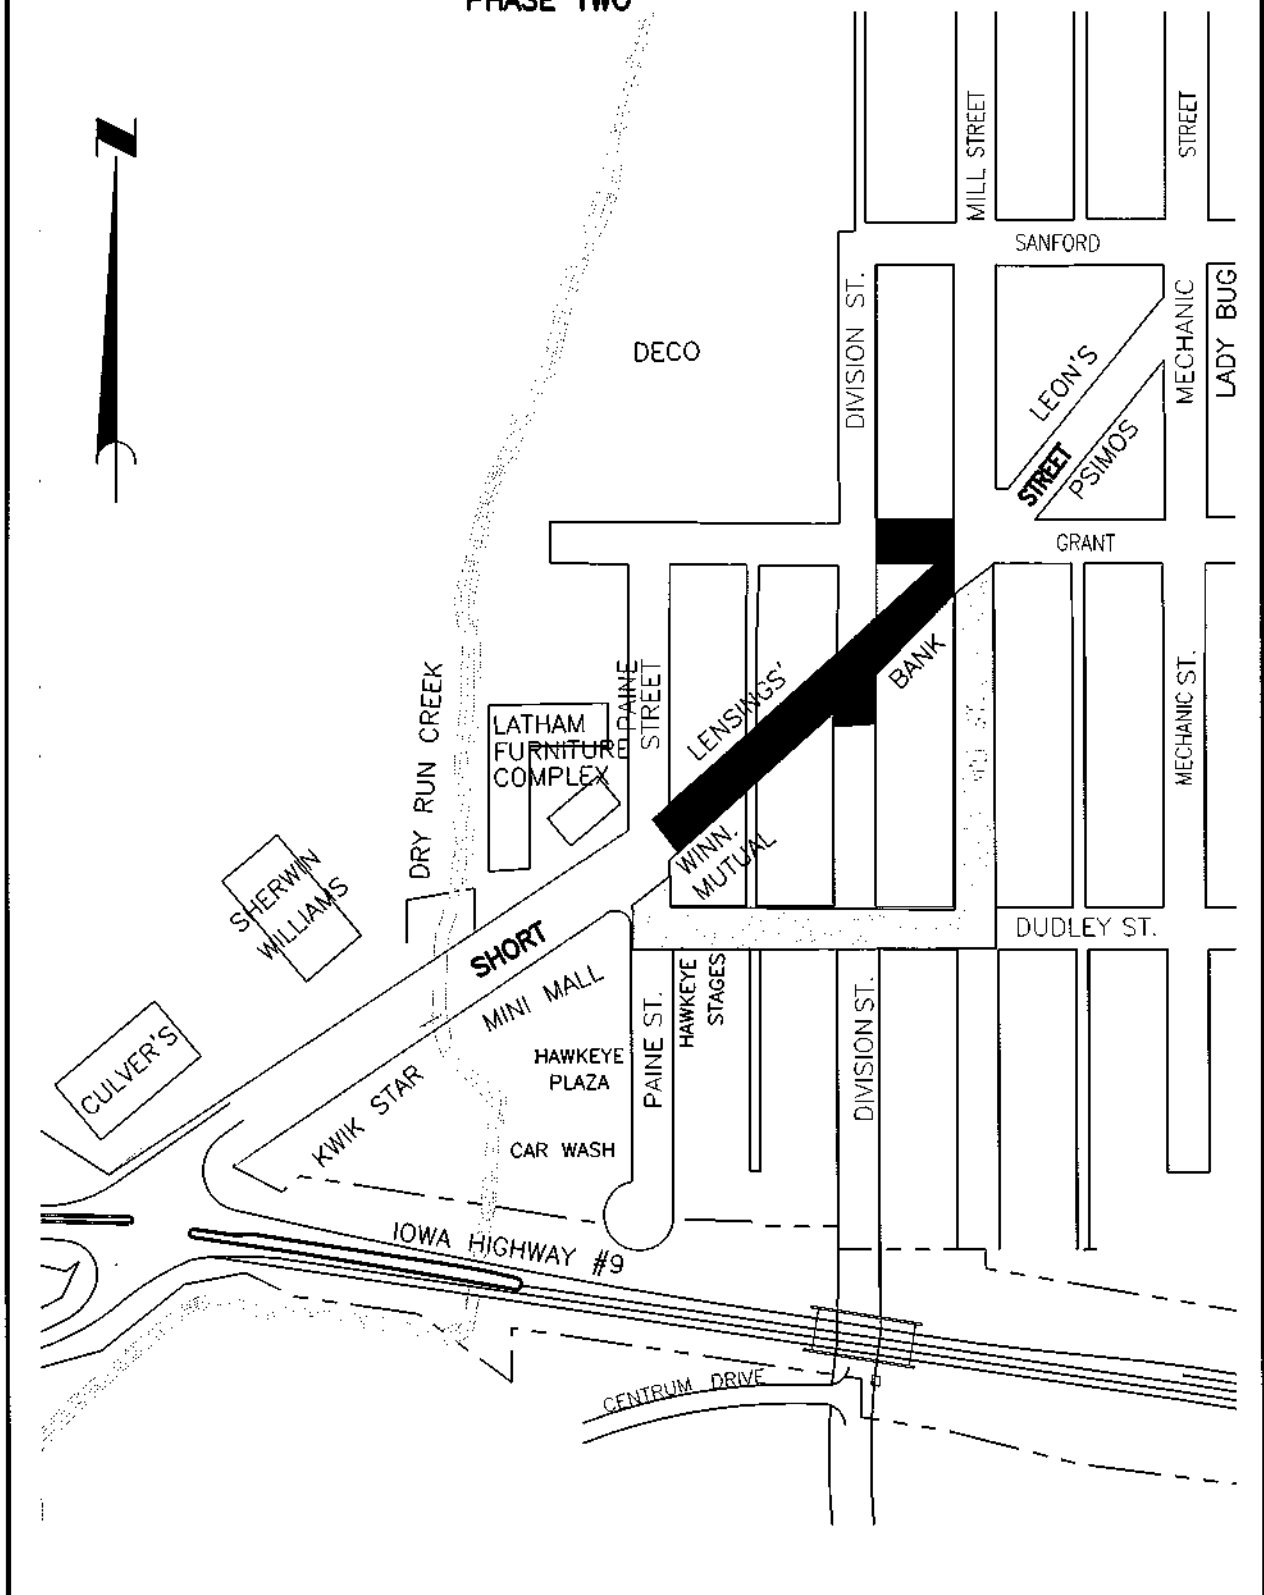 PHASE TWO
N
MILL STREET
STREET
SANFORD
DIVISION ST.
MECHANIC
LADY BUG
DECO
LEON'S
STREET
PSIMOS
GRANT
BANK
LENSINGS'
PAINE
STREET
MILL ST.
MECHANIC ST.
DRY RUN CREEK
LATHAM
FURNITURE
COMPLEX
WINN.
MUTUAL
SHERWIN
WILLIAMS
SHORT
DUDLEY ST.
MINI MALL
HAWKEYE
STAGES
CULVER'S
HAWKEYE
PLAZA
PAINE ST.
DIVISION ST.
KWIK STAR
CAR WASH
IOWA HIGHWAY #9
CENTRUM DRIVE